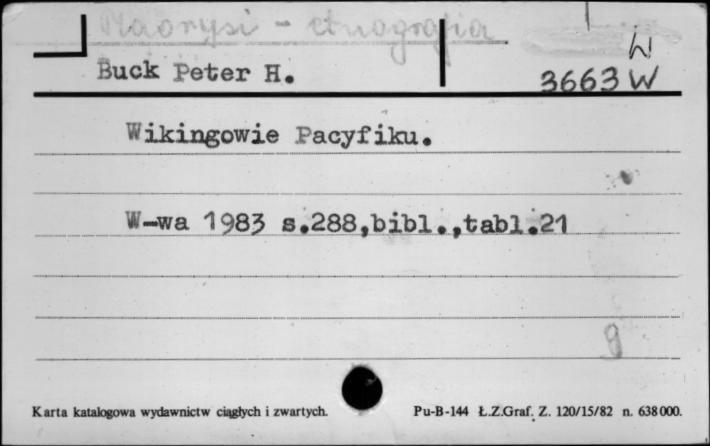 Maorysi - etnografia
W
Buck Peter H.
3663 W
Wikingowie Pacyfiku.
W-wa 1983 s.288,bibl.,tabl.21
9
Karta katalogowa wydawnictw ciągłych i zwartych.
Pu-B-144 Ł.Z.Graf. Z. 120/15/82 n. 638000.